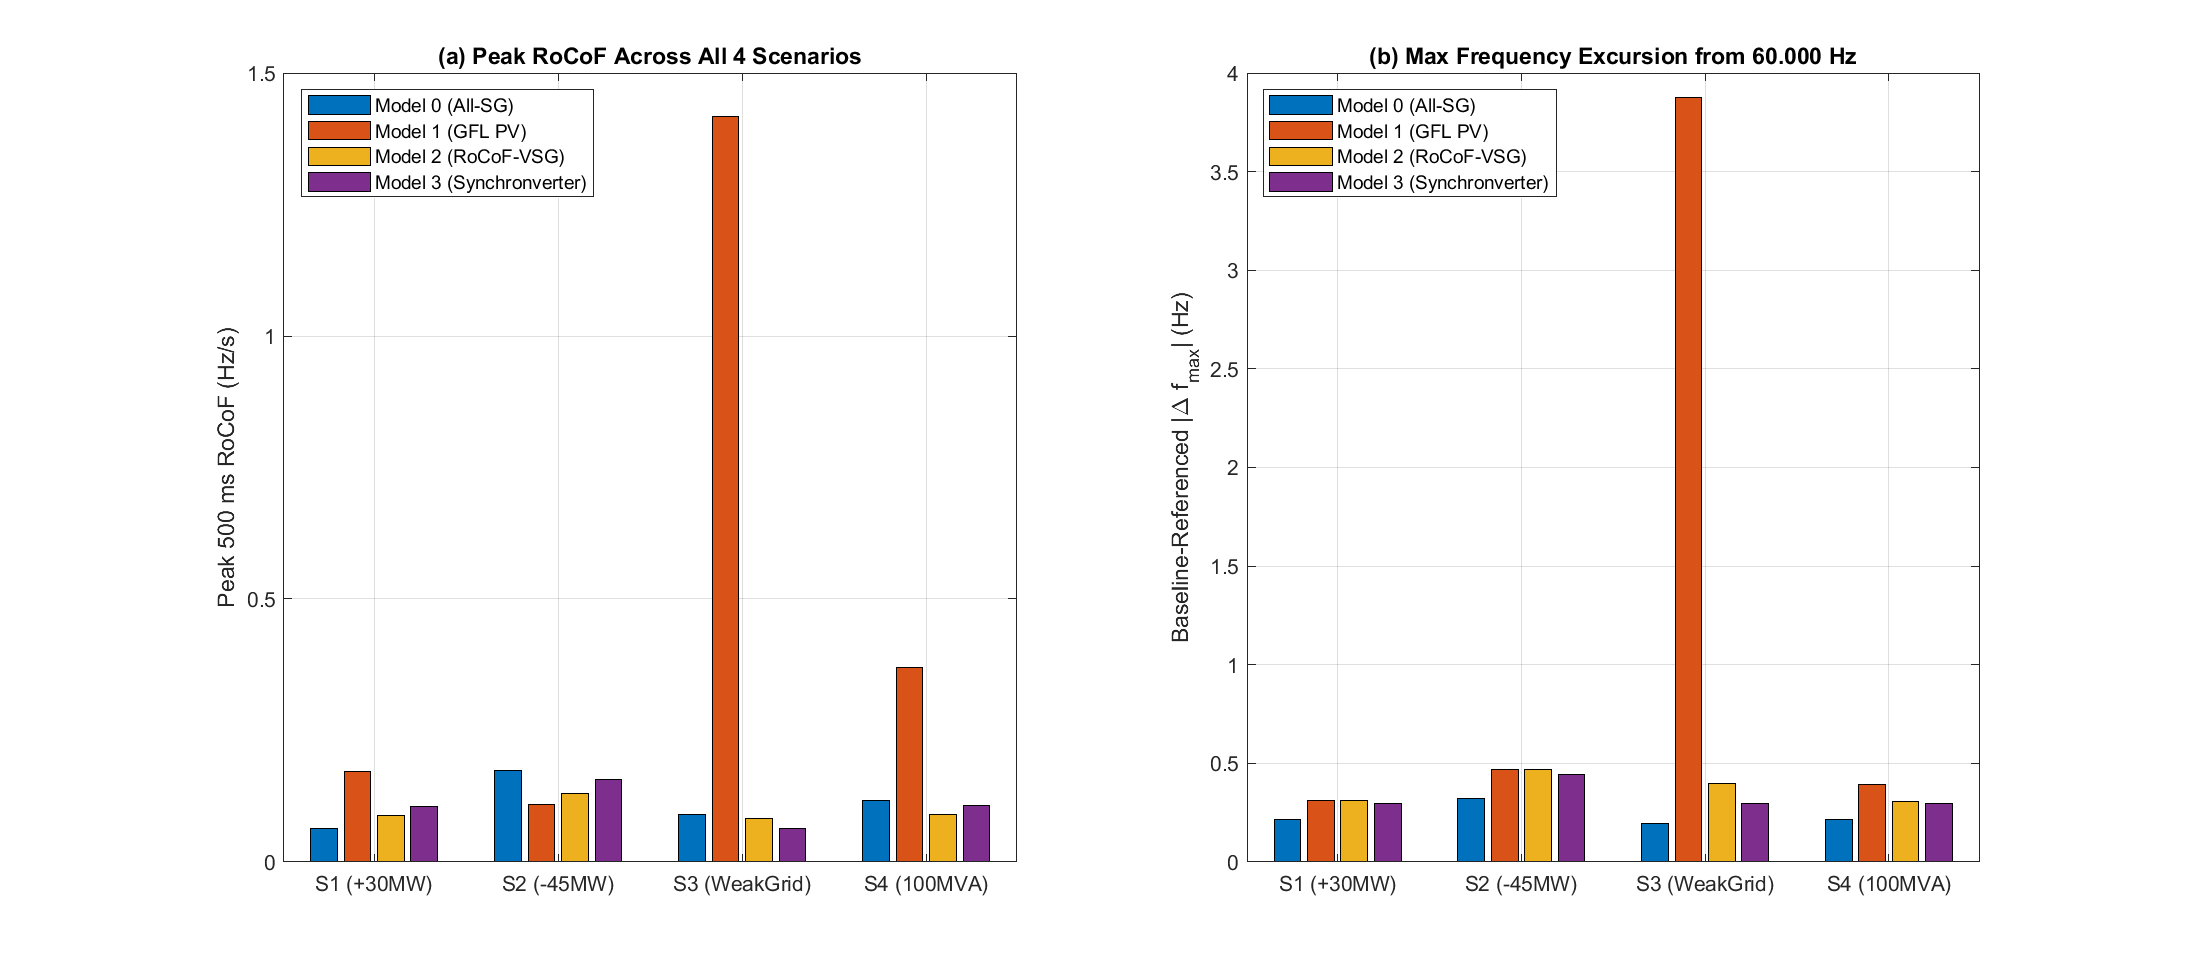 (a) Peak RoCoF Across All 4 Scenarios
Peak 500 ms RoCoF (Hz/s)
1.5
1
0.5
0
Model 0 (All-SG)
Model 1 (GFL PV)
Model 2 (RoCoF-VSG)
Model 3 (Synchronverter)
S1 (+30MW)
S2 (-45MW)
S3 (WeakGrid)
S4 (100MVA)
(b) Max Frequency Excursion from 60.000 Hz
Baseline-Referenced |Δ f_max| (Hz)
4
3.5
3
2.5
2
1.5
1
0.5
0
Model 0 (All-SG)
Model 1 (GFL PV)
Model 2 (RoCoF-VSG)
Model 3 (Synchronverter)
S1 (+30MW)
S2 (-45MW)
S3 (WeakGrid)
S4 (100MVA)